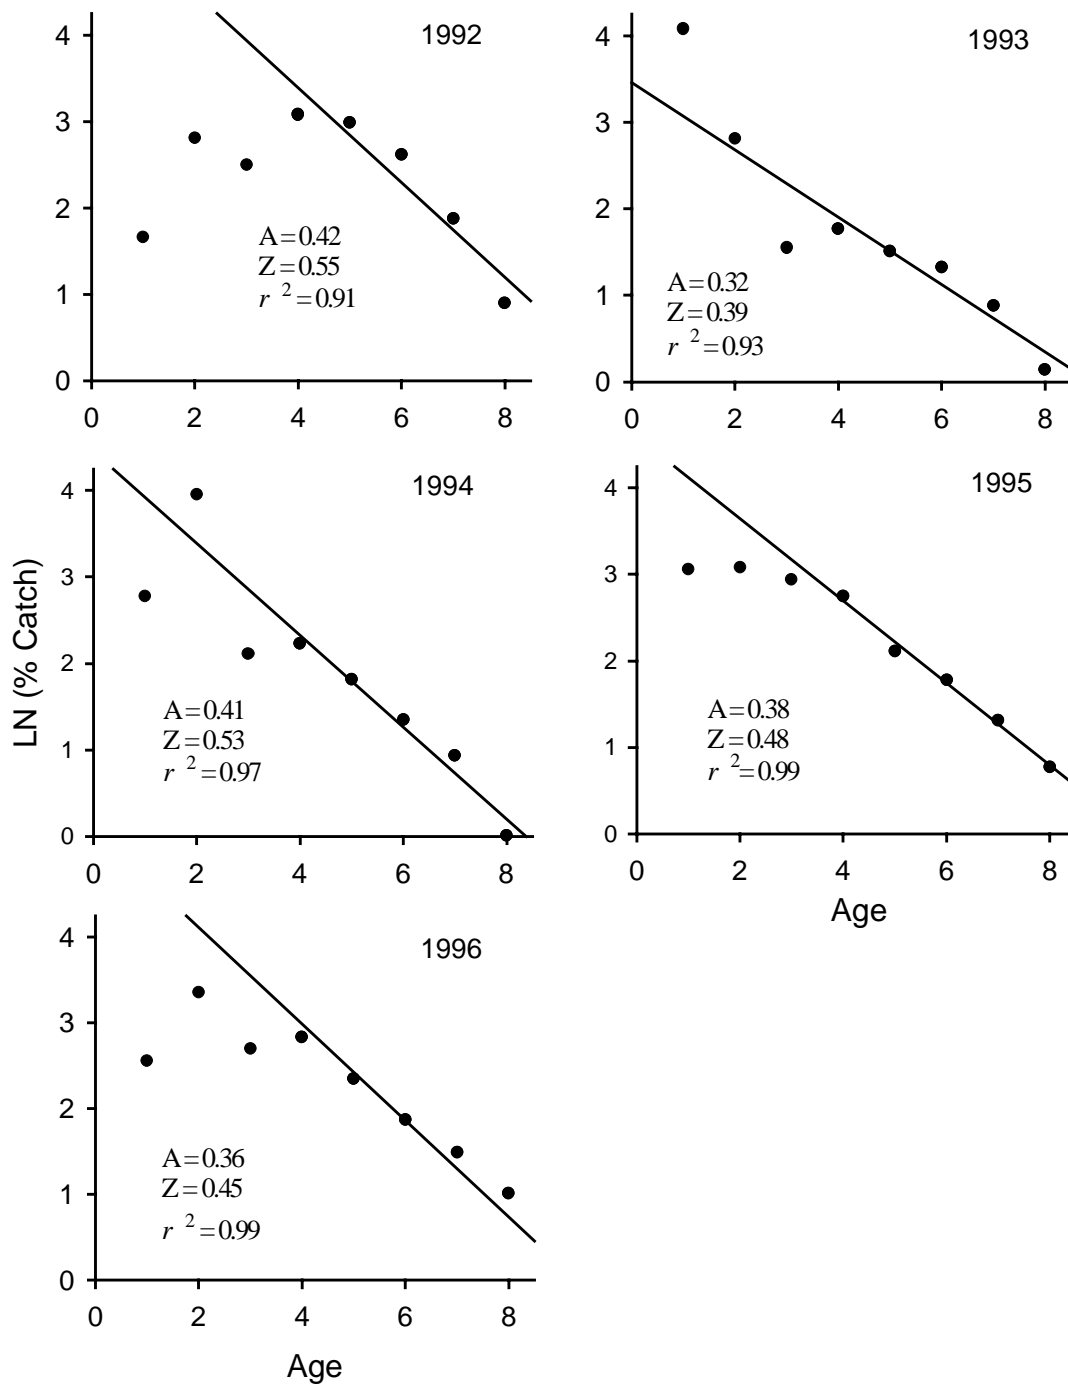 1992
4
3
2
1
0
A=0.42
Z=0.55
r 2=0.91
0 2 4 6 8
1993
4
3
2
1
0
A=0.32
Z=0.39
r 2=0.93
0 2 4 6 8
LN (% Catch)
1994
4
3
2
1
0
A=0.41
Z=0.53
r 2=0.97
0 2 4 6 8
1995
4
3
2
1
0
A=0.38
Z=0.48
r 2=0.99
0 2 4 6 8
Age
1996
4
3
2
1
0
A=0.36
Z=0.45
r 2=0.99
0 2 4 6 8
Age